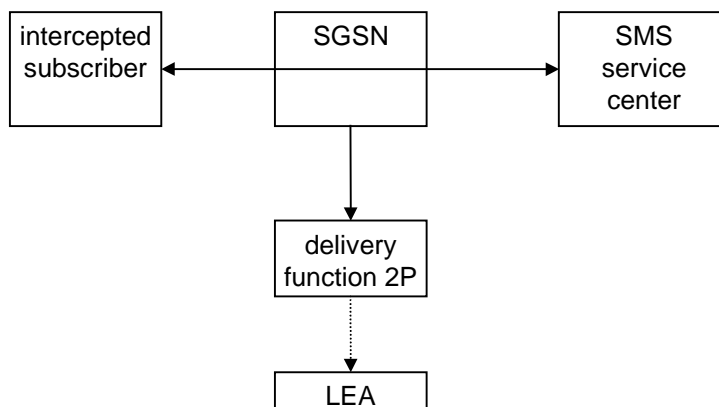 intercepted
subscriber
SGSN
SMS
service
center
delivery
function 2P
LEA